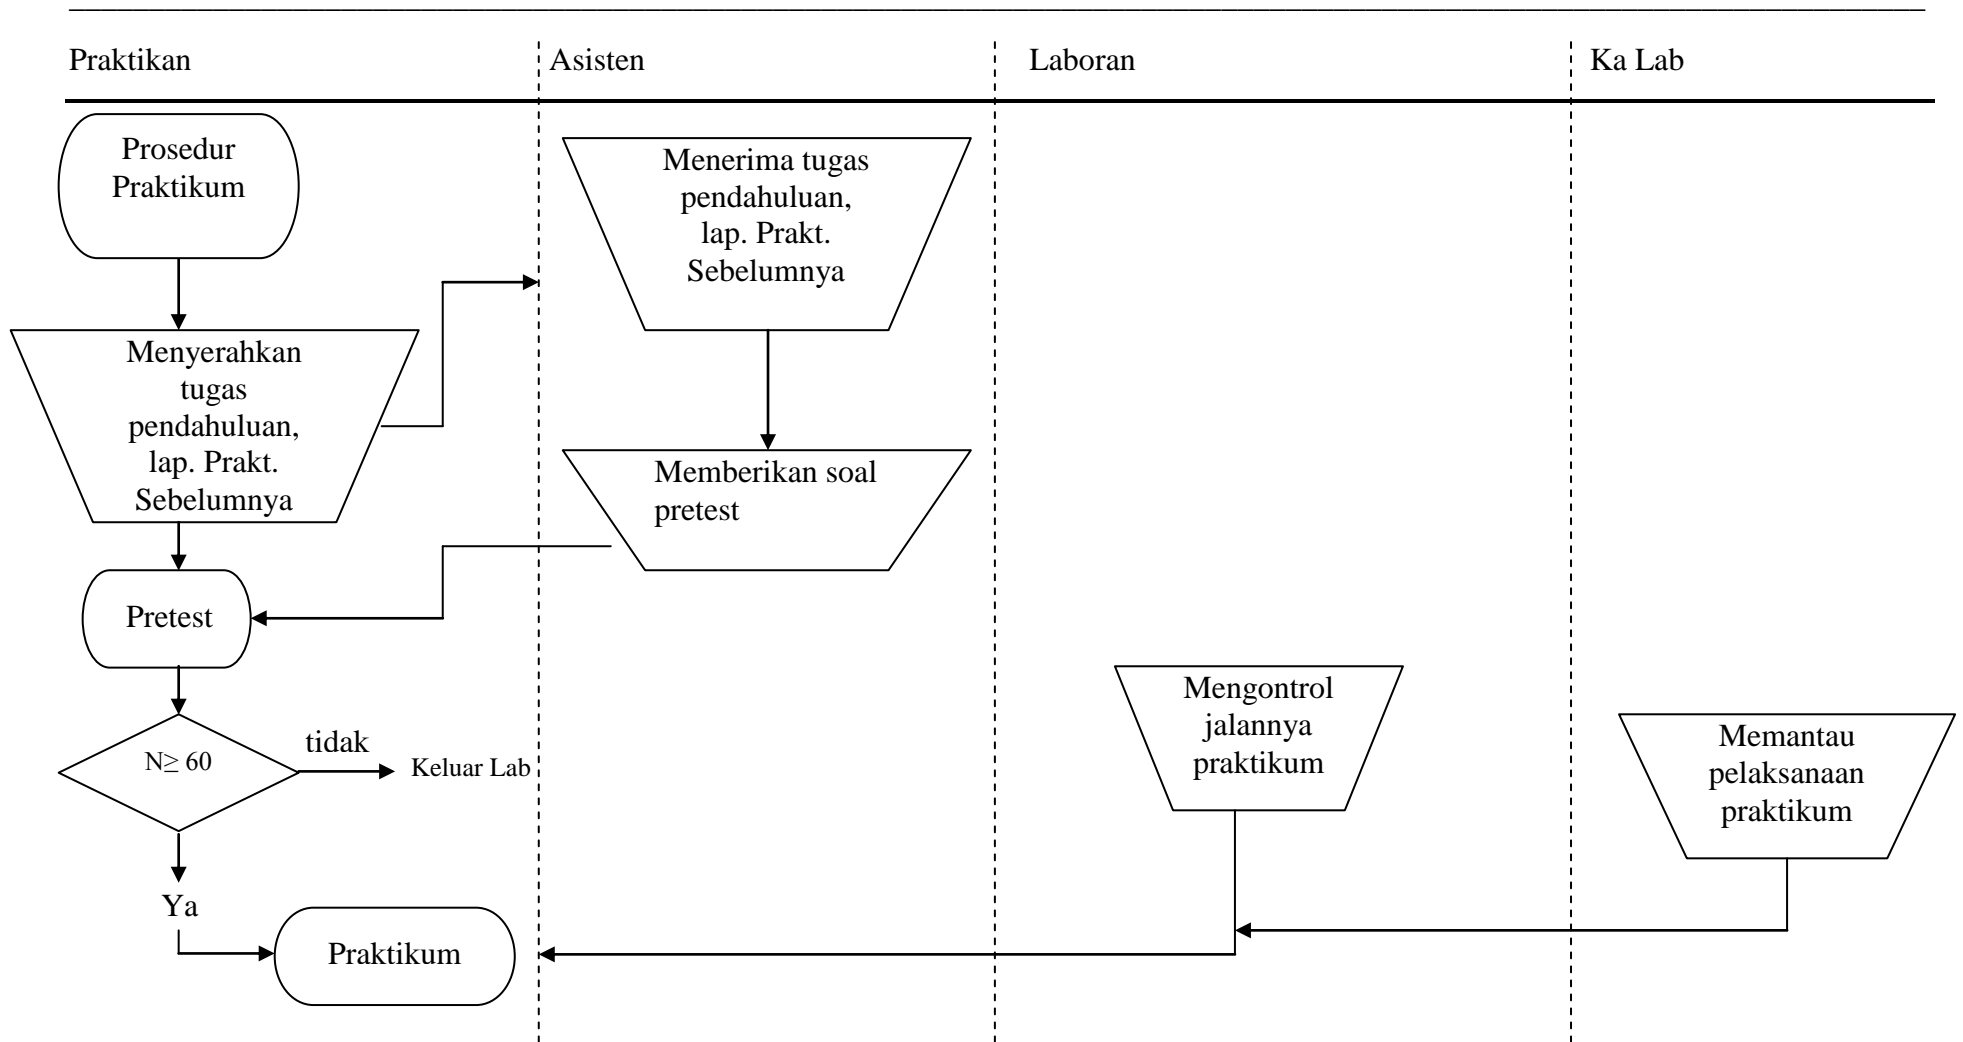 Praktikan
Asisten
Laboran
Ka Lab
Prosedur
Praktikum
Menyerahkan
tugas
pendahuluan,
lap. Prakt.
Sebelumnya
Pretest
N≥ 60
tidak
Keluar Lab
Ya
Praktikum
Menerima tugas
pendahuluan,
lap. Prakt.
Sebelumnya
Memberikan soal
pretest
Mengontrol
jalannya
praktikum
Memantau
pelaksanaan
praktikum